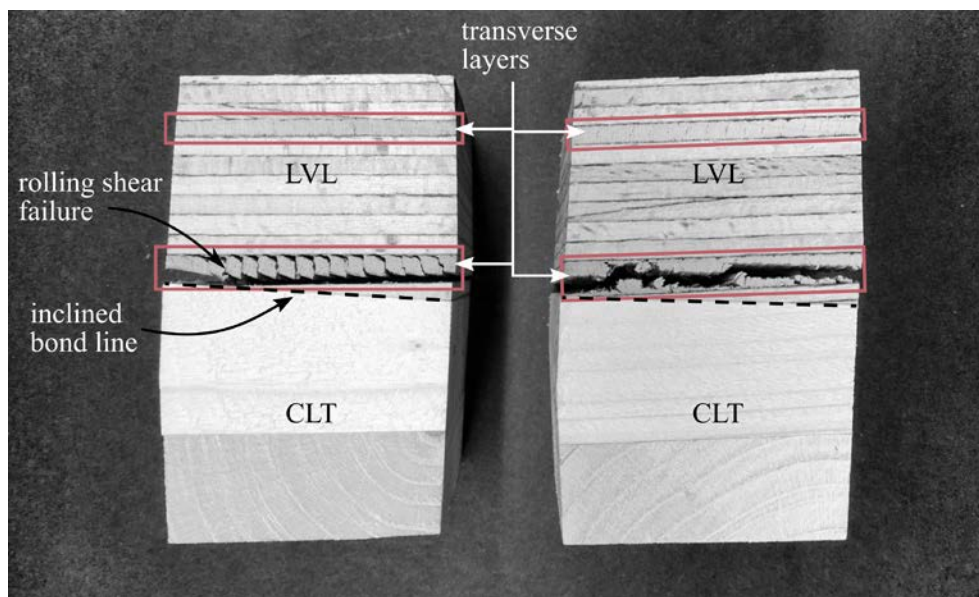 transverse
layers
LVL
LVL
rolling shear
failure
inclined
bond line
CLT
CLT